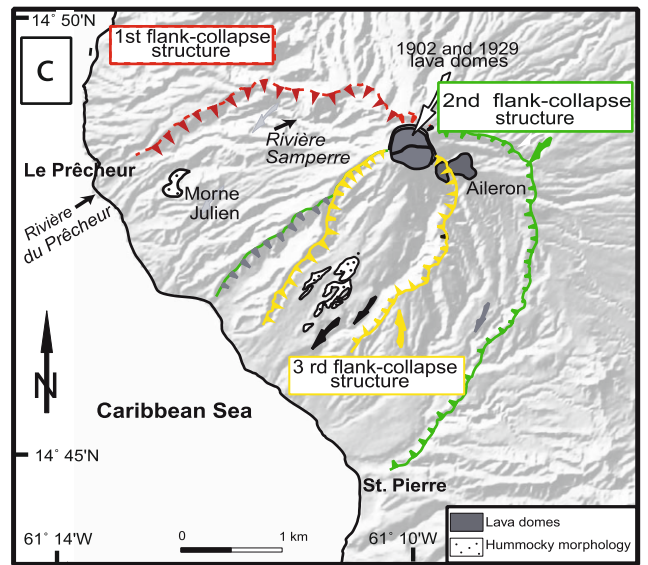 14° 50'N
C
1st flank-collapse
structure
1902 and 1929
lava domes
2nd flank-collapse
structure
Rivière
Samperre
Le Prêcheur
Aileron
Morne
Julien
Rivière
du Prêcheur
3 rd flank-collapse
structure
N
Caribbean Sea
14° 45'N
St. Pierre
61° 14'W
0 1 km
61° 10'W
Lava domes
Hummocky morphology